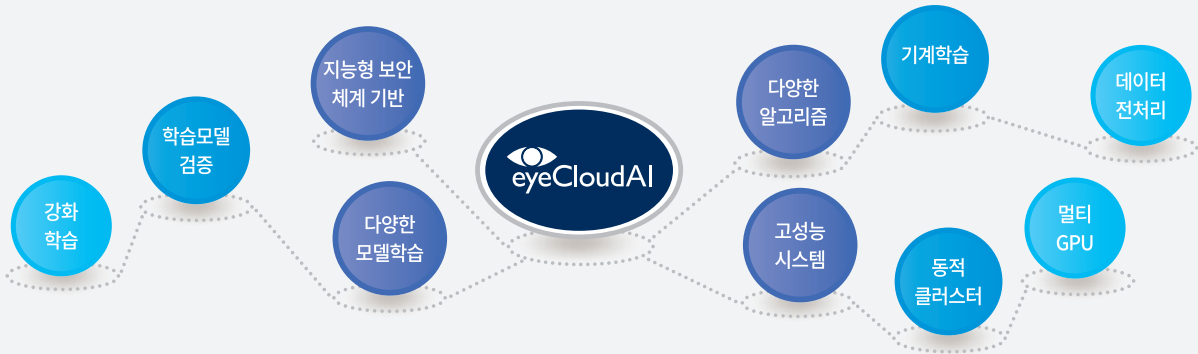 지능형 보안
체계 기반
학습모델
검증
강화
학습
다양한
모델학습
eyeCloudAI
다양한
알고리즘
기계학습
데이터
전처리
고성능
시스템
동적
클러스터
멀티
GPU